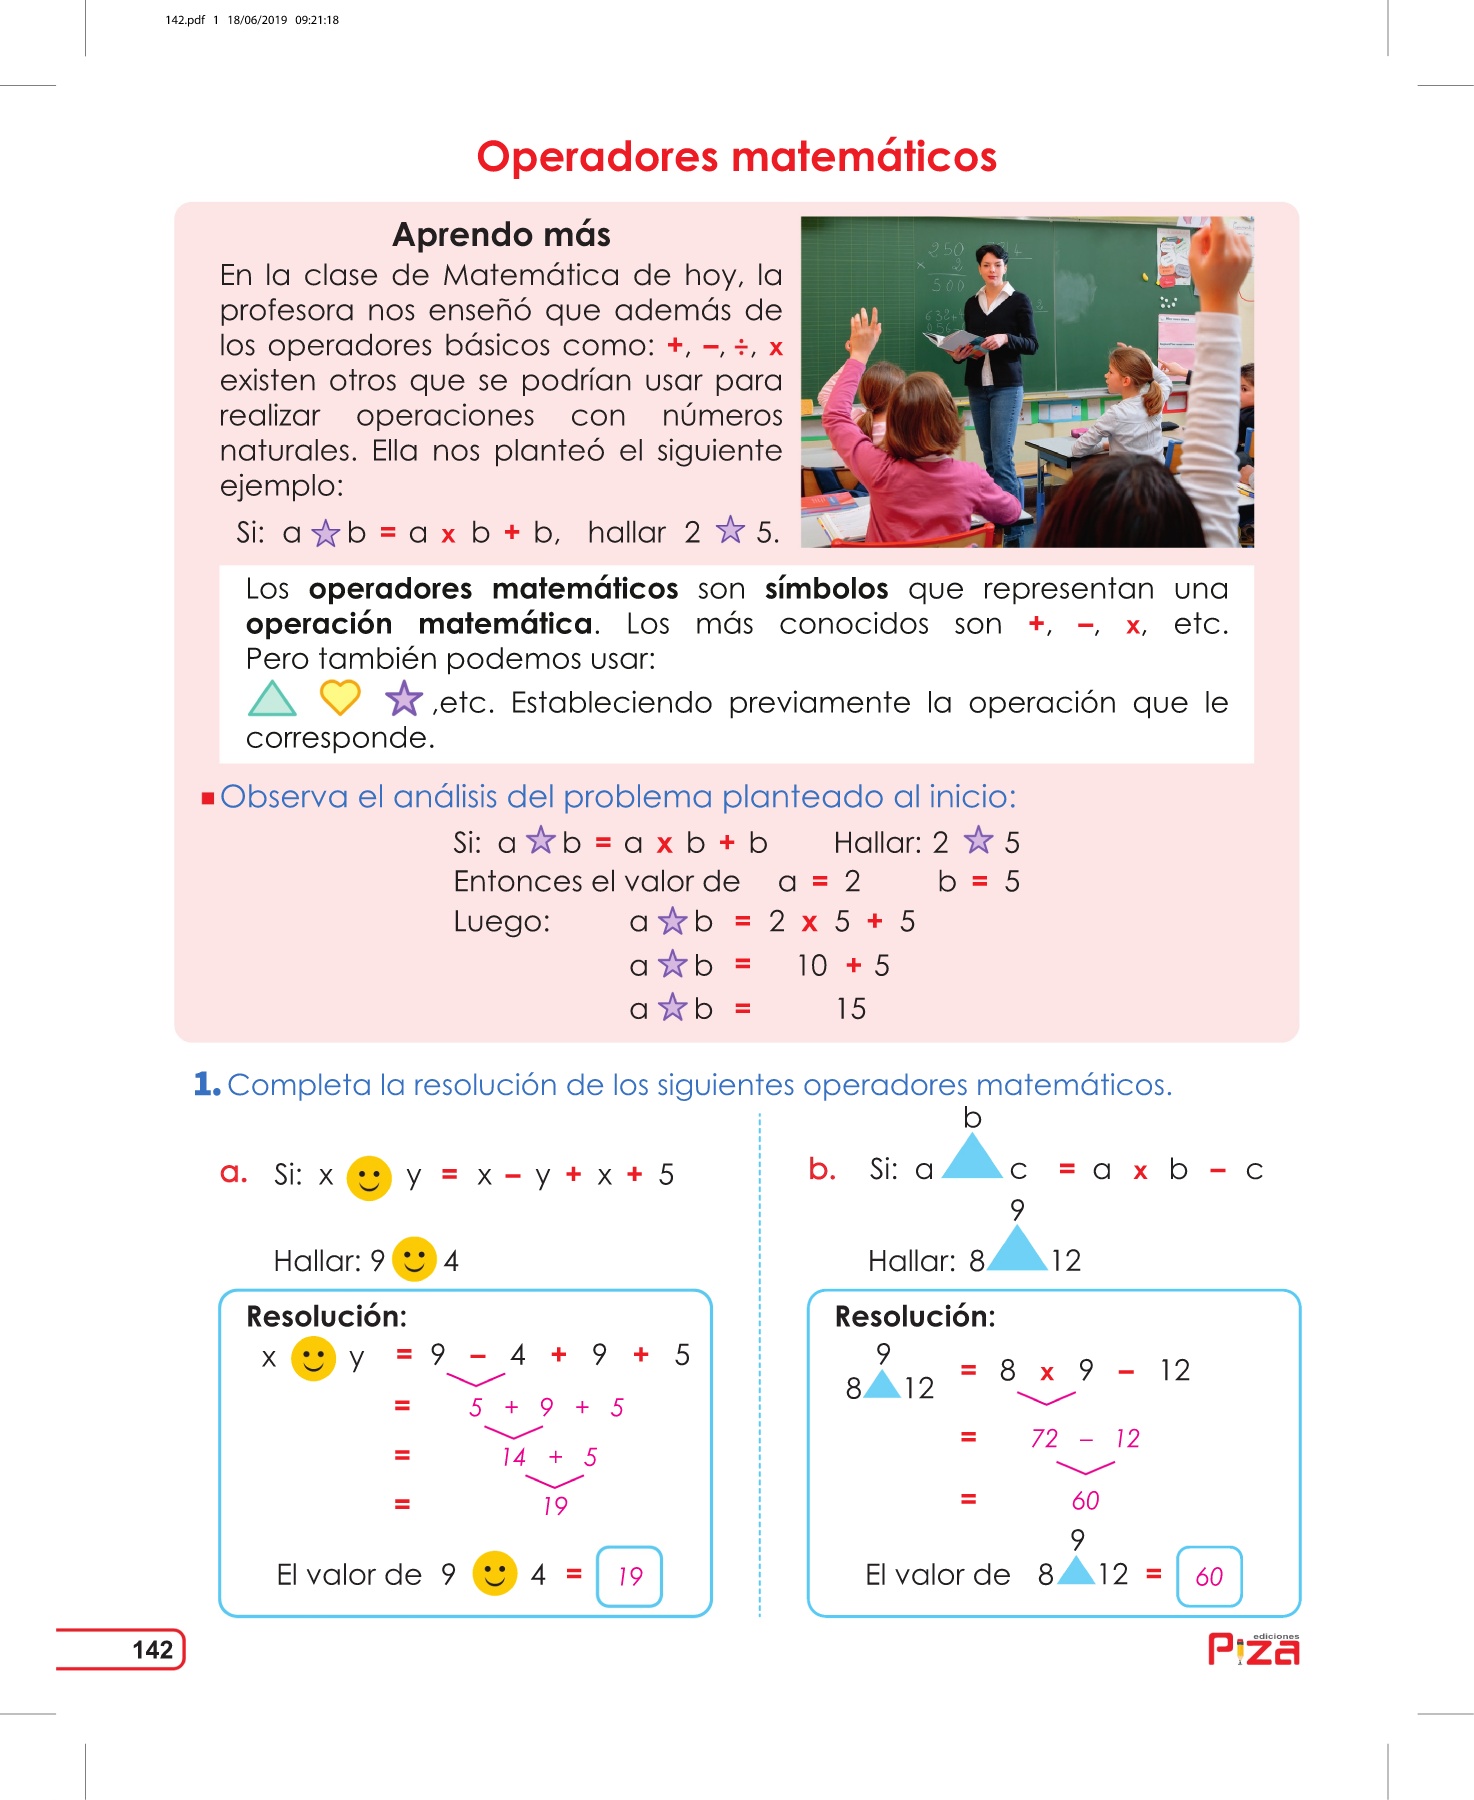 142.pdf 1 18/06/2019 09:21:18
Operadores matemáticos
Aprendo más
En la clase de Matemática de hoy, la
profesora nos enseñó que además de
los operadores básicos como: +, –, ÷, x
existen otros que se podrían usar para
realizar operaciones con números
naturales. Ella nos planteó el siguiente
ejemplo:
Si: a ☆ b = a x b + b, hallar 2 ☆ 5.
250
x 2
500
Los operadores matemáticos son símbolos que representan una
operación matemática. Los más conocidos son +, –, x, etc.
Pero también podemos usar:
,etc. Estableciendo previamente la operación que le
corresponde.
Observa el análisis del problema planteado al inicio:
Si: a ☆ b = a x b + b Hallar: 2 ☆ 5
Entonces el valor de a = 2 b = 5
Luego: a ☆ b = 2 x 5 + 5
a ☆ b = 10 + 5
a ☆ b = 15
1. Completa la resolución de los siguientes operadores matemáticos.
a. Si: x 🙂 y = x – y + x + 5
Hallar: 9 🙂 4
Resolución:
x 🙂 y = 9 – 4 + 9 + 5
= 5 + 9 + 5
= 14 + 5
= 19
El valor de 9 🙂 4 = 19
b
b. Si: a ▲ c = a x b – c
9
Hallar: 8 ▲ 12
Resolución:
9
8 ▲ 12 = 8 x 9 – 12
= 72 – 12
= 60
9
El valor de 8 ▲ 12 = 60
142
ediciones
Piza